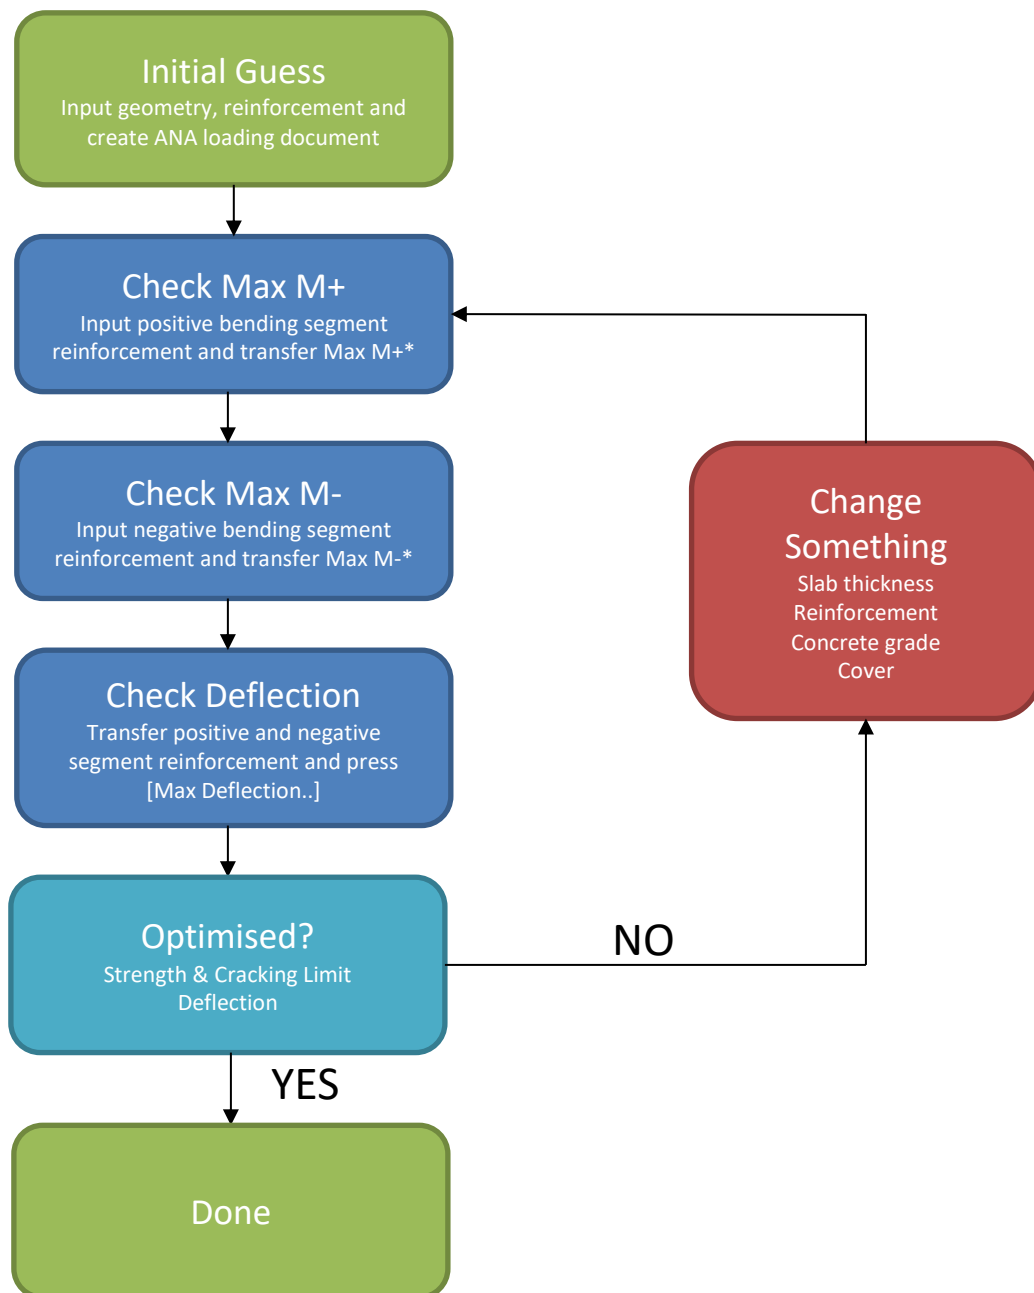 Initial Guess
Input geometry, reinforcement and
create ANA loading document
Check Max M+
Input positive bending segment
reinforcement and transfer Max M+*
Check Max M-
Input negative bending segment
reinforcement and transfer Max M-*
Check Deflection
Transfer positive and negative
segment reinforcement and press
[Max Deflection..]
Optimised?
Strength & Cracking Limit
Deflection
NO
Change
Something
Slab thickness
Reinforcement
Concrete grade
Cover
YES
Done